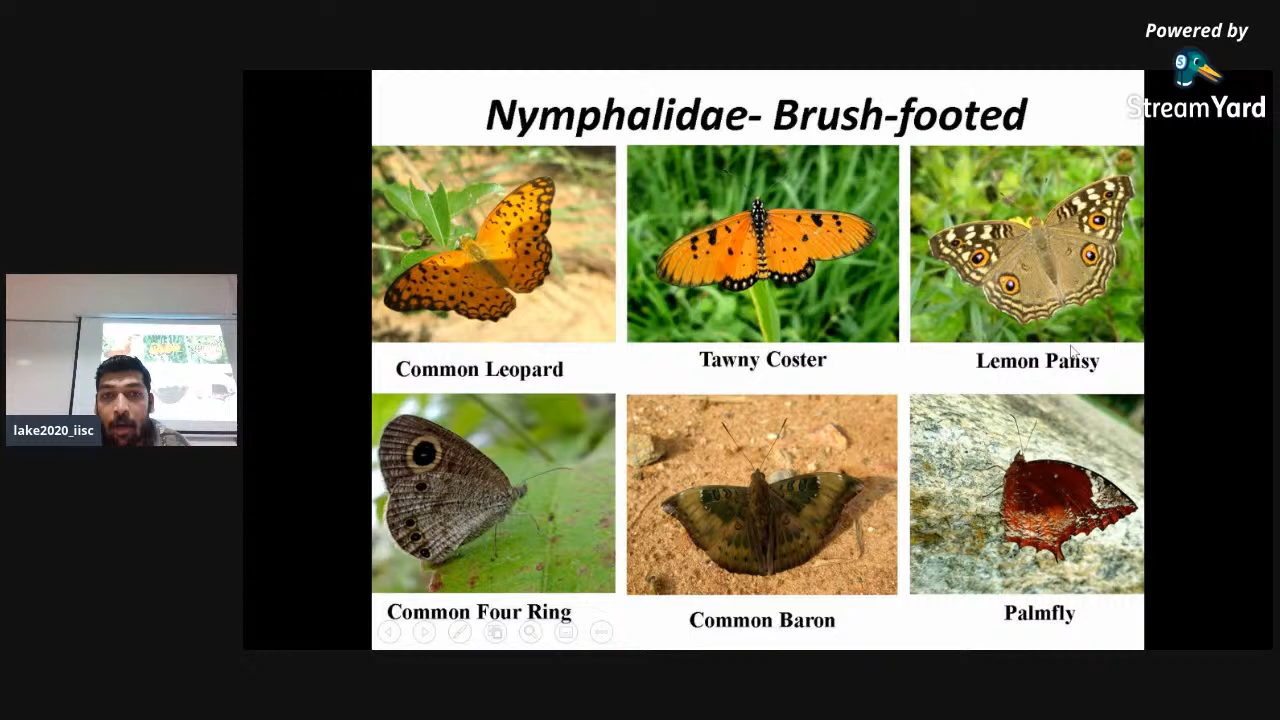 Powered by
StreamYard
Nymphalidae- Brush-footed
Common Leopard
Tawny Coster
Lemon Pansy
lake2020_iisc
Common Four Ring
Common Baron
Palmfly